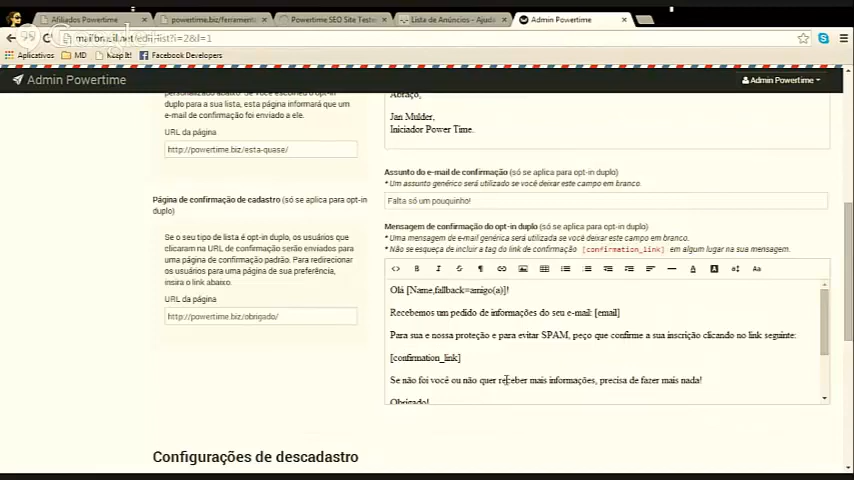 Afiliados Powertime
powertime.biz/ferrament
Powertime SEO Site Teste
Lista de Anúncios - Ajuda
Admin Powertime
mailbrazil.net/edit-list?i=2&l=1
Aplicativos
MD
Keep It!
Facebook Developers
Admin Powertime
Admin Powertime
personalizado abaixo. Se você escolheu o opt-in
duplo para a sua lista, esta página informará que um
e-mail de confirmação foi enviado a ele.
URL da página
http://powertime.biz/esta-quase/
Página de confirmação de cadastro (só se aplica para opt-in
duplo)
Se o seu tipo de lista é opt-in duplo, os usuários que
clicaram na URL de confirmação serão enviados para
uma página de confirmação padrão. Para redirecionar
os usuários para uma página de sua preferência,
insira o link abaixo.
URL da página
http://powertime.biz/obrigado/
Abraço,
Jan Mulder,
Iniciador Power Time.
Assunto do e-mail de confirmação (só se aplica para opt-in duplo)
* Um assunto genérico será utilizado se você deixar este campo em branco.
Falta só um pouquinho!
Mensagem de confirmação do opt-in duplo (só se aplica para opt-in duplo)
* Uma mensagem de e-mail genérica será utilizada se você deixar este campo em branco.
* Não se esqueça de incluir a tag do link de confirmação [confirmation_link] em algum lugar na sua mensagem.
Olá [Name,fallback=amigo(a)]!
Recebemos um pedido de informações do seu e-mail: [email]
Para sua e nossa proteção e para evitar SPAM, peço que confirme a sua inscrição clicando no link seguinte:
[confirmation_link]
Se não foi você ou não quer receber mais informações, precisa de fazer mais nada!
Obrigado!
Configurações de descadastro